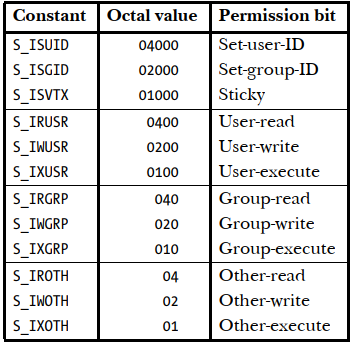 Constant Octal value Permission bit
S_ISUID 04000 Set-user-ID
S_ISGID 02000 Set-group-ID
S_ISVTX 01000 Sticky
S_IRUSR 0400 User-read
S_IWUSR 0200 User-write
S_IXUSR 0100 User-execute
S_IRGRP 040 Group-read
S_IWGRP 020 Group-write
S_IXGRP 010 Group-execute
S_IROTH 04 Other-read
S_IWOTH 02 Other-write
S_IXOTH 01 Other-execute